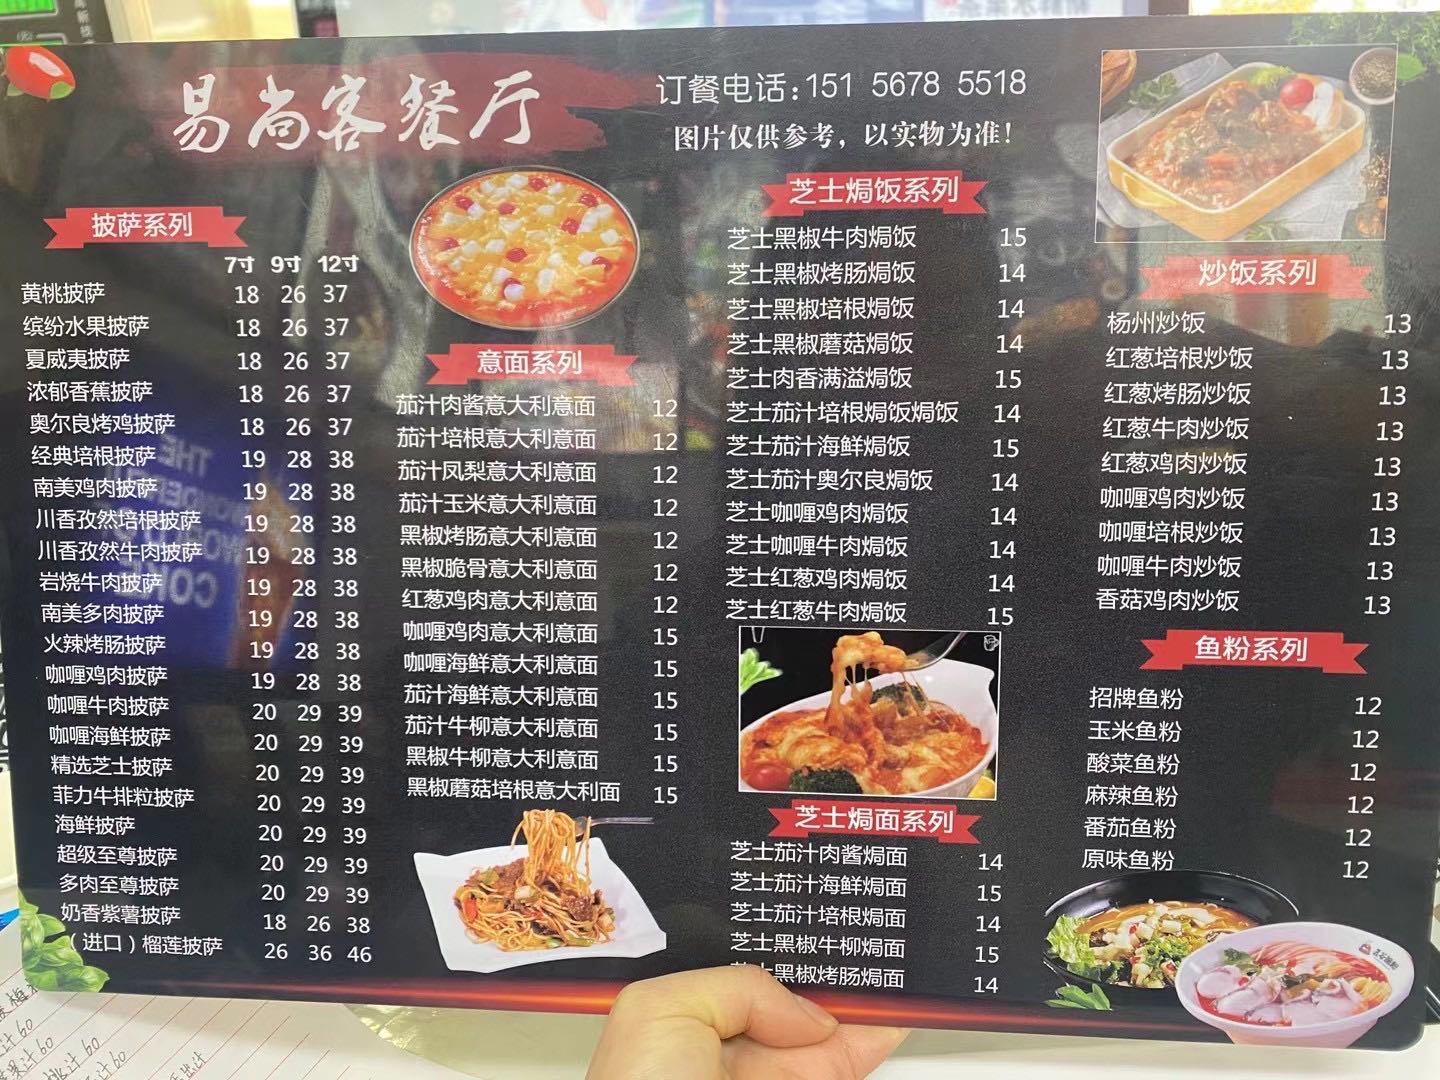 易尚客餐厅
订餐电话:151 5678 5518
图片仅供参考，以实物为准!
披萨系列
7寸 9寸 12寸
黄桃披萨 18 26 37
缤纷水果披萨 18 26 37
夏威夷披萨 18 26 37
浓郁香蕉披萨 18 26 37
奥尔良烤鸡披萨 18 26 37
经典培根披萨 19 28 38
南美鸡肉披萨 19 28 38
川香孜然培根披萨 19 28 38
川香孜然牛肉披萨 19 28 38
岩烧牛肉披萨 19 28 38
南美多肉披萨 19 28 38
火辣烤肠披萨 19 28 38
咖喱鸡肉披萨 19 28 38
咖喱牛肉披萨 20 29 39
咖喱海鲜披萨 20 29 39
精选芝士披萨 20 29 39
菲力牛排粒披萨 20 29 39
海鲜披萨 20 29 39
超级至尊披萨 20 29 39
多肉至尊披萨 20 29 39
奶香紫薯披萨 18 26 38
（进口）榴莲披萨 26 36 46
意面系列
茄汁肉酱意大利意面 12
茄汁培根意大利意面 12
茄汁凤梨意大利意面 12
茄汁玉米意大利意面 12
黑椒烤肠意大利意面 12
黑椒脆骨意大利意面 12
红葱鸡肉意大利意面 12
咖喱鸡肉意大利意面 15
咖喱海鲜意大利意面 15
茄汁海鲜意大利意面 15
茄汁牛柳意大利意面 15
黑椒牛柳意大利意面 15
黑椒蘑菇培根意大利面 15
芝士焗饭系列
芝士黑椒牛肉焗饭 15
芝士黑椒烤肠焗饭 14
芝士黑椒培根焗饭 14
芝士黑椒蘑菇焗饭 14
芝士肉香满溢焗饭 15
芝士茄汁培根焗饭焗饭 14
芝士茄汁海鲜焗饭 15
芝士茄汁奥尔良焗饭 14
芝士咖喱鸡肉焗饭 14
芝士咖喱牛肉焗饭 14
芝士红葱鸡肉焗饭 14
芝士红葱牛肉焗饭 15
芝士焗面系列
芝士茄汁肉酱焗面 14
芝士茄汁海鲜焗面 15
芝士茄汁培根焗面 14
芝士黑椒牛柳焗面 15
芝士黑椒烤肠焗面 14
炒饭系列
杨州炒饭 13
红葱培根炒饭 13
红葱烤肠炒饭 13
红葱牛肉炒饭 13
红葱鸡肉炒饭 13
咖喱鸡肉炒饭 13
咖喱培根炒饭 13
咖喱牛肉炒饭 13
香菇鸡肉炒饭 13
鱼粉系列
招牌鱼粉 12
玉米鱼粉 12
酸菜鱼粉 12
麻辣鱼粉 12
番茄鱼粉 12
原味鱼粉 12